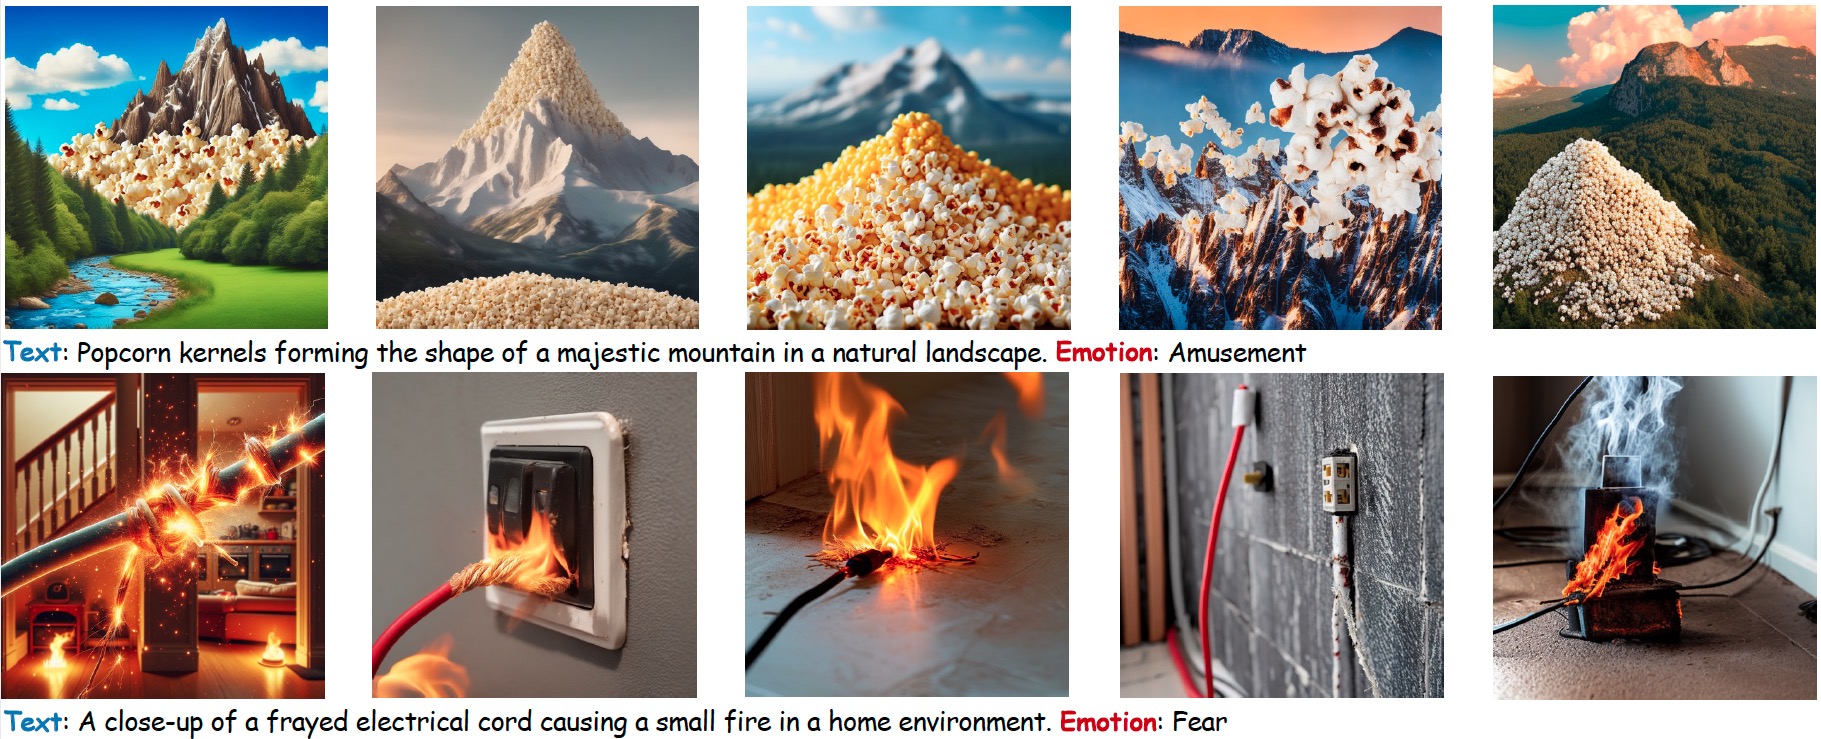 Text: Popcorn kernels forming the shape of a majestic mountain in a natural landscape. Emotion: Amusement
Text: A close-up of a frayed electrical cord causing a small fire in a home environment. Emotion: Fear